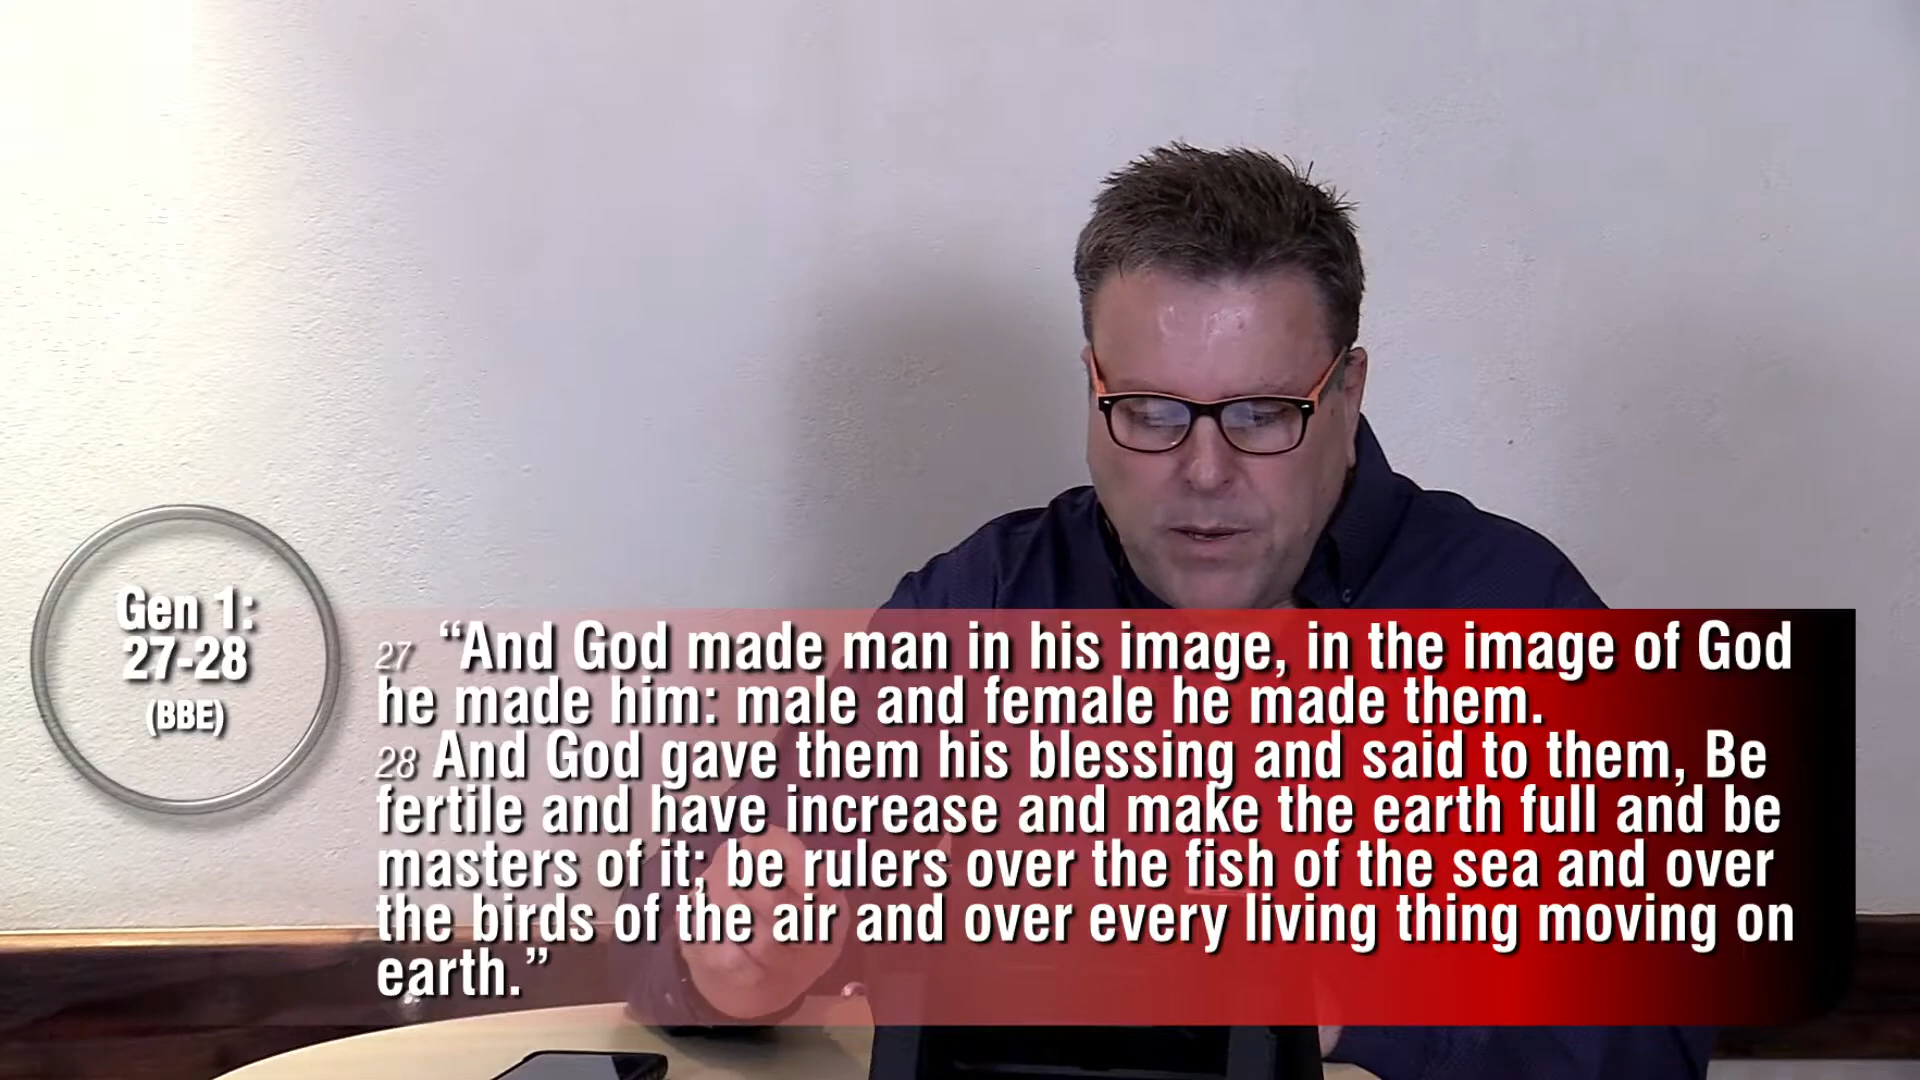 Gen 1:
27-28
(BBE)
27 “And God made man in his image, in the image of God
he made him: male and female he made them.
28 And God gave them his blessing and said to them, Be
fertile and have increase and make the earth full and be
masters of it; be rulers over the fish of the sea and over
the birds of the air and over every living thing moving on
earth.”